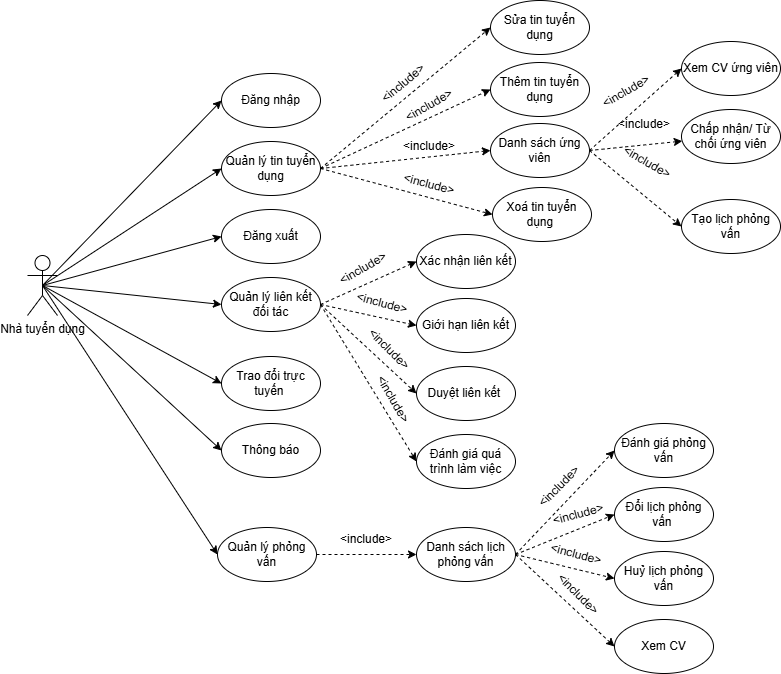 Sửa tin tuyển
dụng
<include>
Xem CV ứng viên
Thêm tin tuyển
dụng
<include>
Đăng nhập
<include>
<include>
Chấp nhận/ Từ
chối ứng viên
Quản lý tin tuyển
dụng
<include>
Danh sách ứng
viên
<include>
<include>
Xoá tin tuyển
dụng
Tạo lịch phỏng
vấn
Đăng xuất
Nhà tuyển dụng
Quản lý liên kết
đối tác
<include>
Xác nhận liên kết
<include>
Giới hạn liên kết
<include>
Trao đổi trực
tuyến
Duyệt liên kết
<include>
Thông báo
Đánh giá quá
trình làm việc
Đánh giá phỏng
vấn
<include>
Đổi lịch phỏng
vấn
<include>
Quản lý phỏng
vấn
<include>
Danh sách lịch
phỏng vấn
<include>
Huỷ lịch phỏng
vấn
<include>
Xem CV